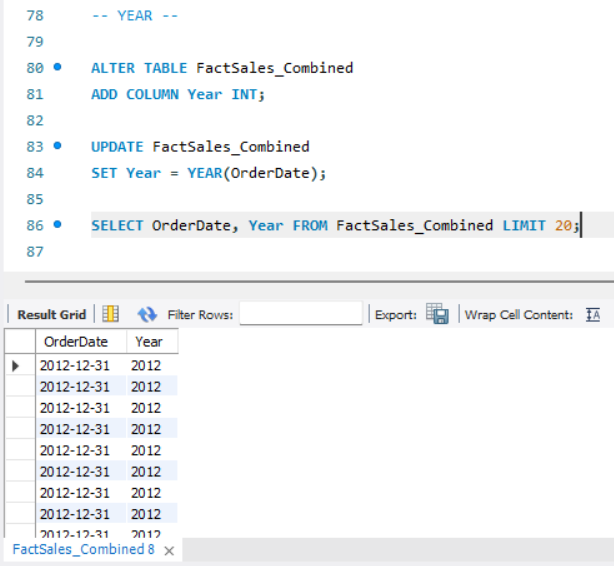 78 -- YEAR --
79
80 ALTER TABLE FactSales_Combined
81 ADD COLUMN Year INT;
82
83 UPDATE FactSales_Combined
84 SET Year = YEAR(OrderDate);
85
86 SELECT OrderDate, Year FROM FactSales_Combined LIMIT 20;
87
Result Grid Filter Rows: Export: Wrap Cell Content: IA
OrderDate Year
2012-12-31 2012
2012-12-31 2012
2012-12-31 2012
2012-12-31 2012
2012-12-31 2012
2012-12-31 2012
2012-12-31 2012
2012-12-31 2012
2012-12-31 2012
FactSales_Combined 8 ×